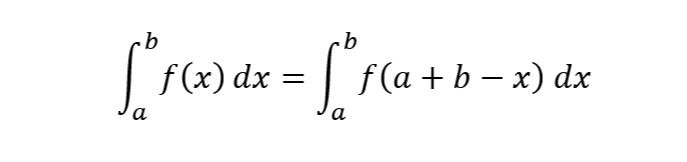 ∫_a^b f(x) dx = ∫_a^b f(a + b − x) dx